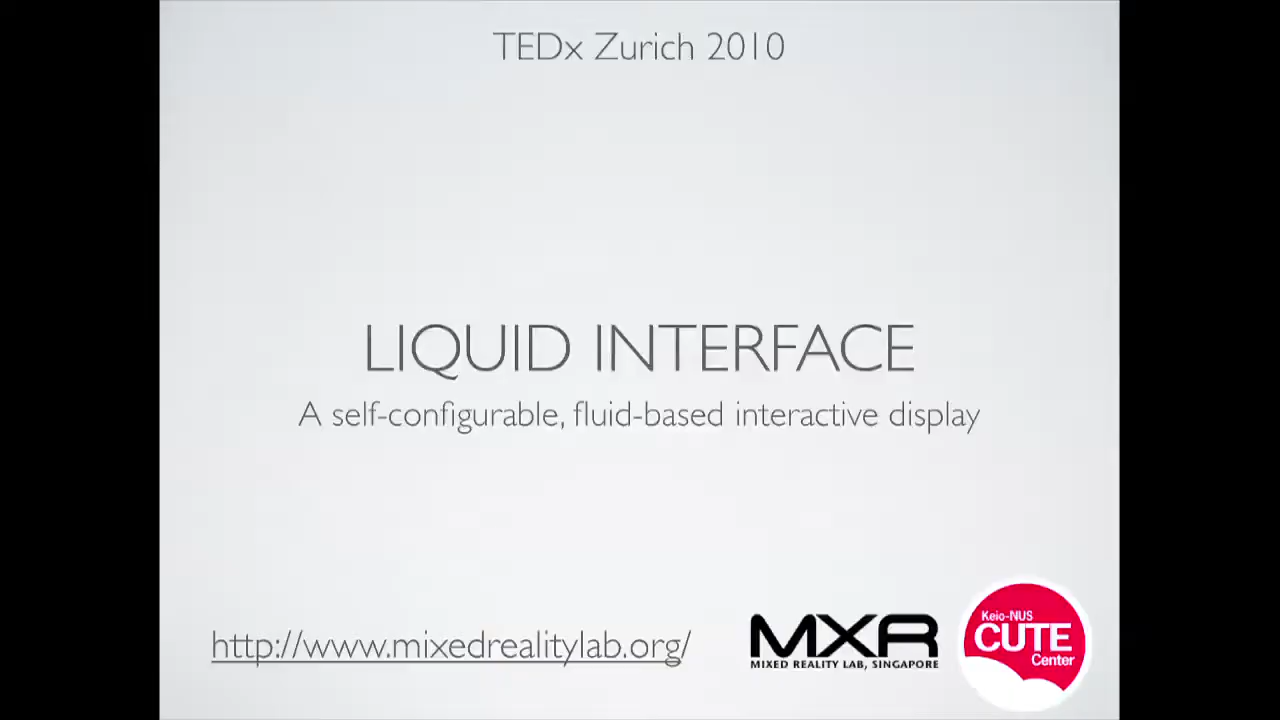 TEDx Zurich 2010
LIQUID INTERFACE
A self-configurable, fluid-based interactive display
http://www.mixedrealitylab.org/
MXR
MIXED REALITY LAB, SINGAPORE
Keio-NUS
CUTE
Center